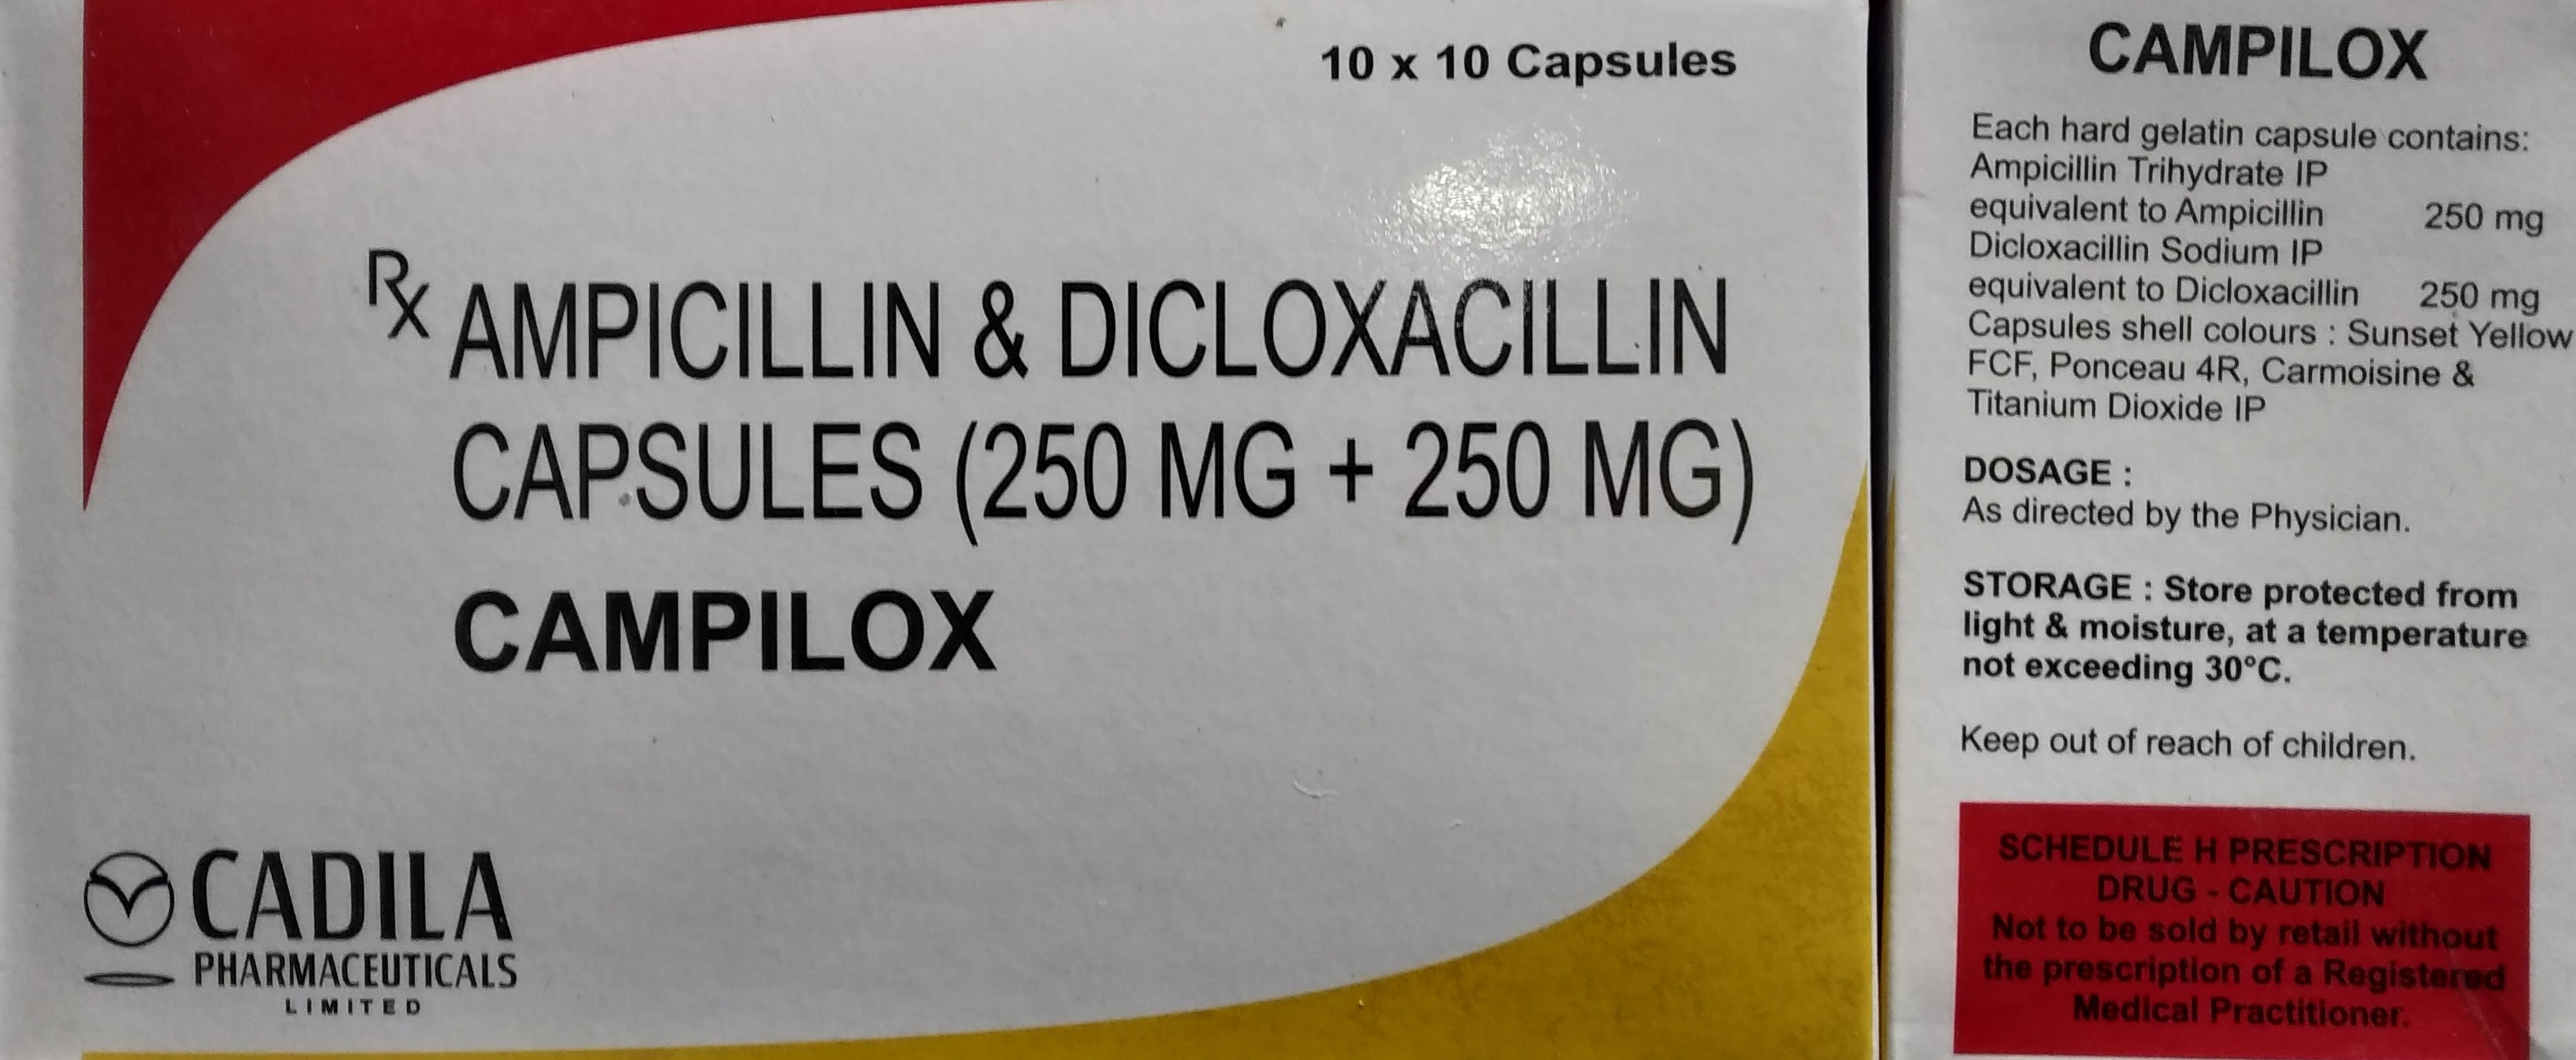 10 x 10 Capsules
Rx AMPICILLIN & DICLOXACILLIN
CAPSULES (250 MG + 250 MG)
CAMPILOX
CADILA
PHARMACEUTICALS
LIMITED
CAMPILOX
Each hard gelatin capsule contains:
Ampicillin Trihydrate IP
equivalent to Ampicillin 250 mg
Dicloxacillin Sodium IP
equivalent to Dicloxacillin 250 mg
Capsules shell colours : Sunset Yellow
FCF, Ponceau 4R, Carmoisine &
Titanium Dioxide IP
DOSAGE :
As directed by the Physician.
STORAGE : Store protected from
light & moisture, at a temperature
not exceeding 30°C.
Keep out of reach of children.
SCHEDULE H PRESCRIPTION
DRUG - CAUTION
Not to be sold by retail without
the prescription of a Registered
Medical Practitioner.